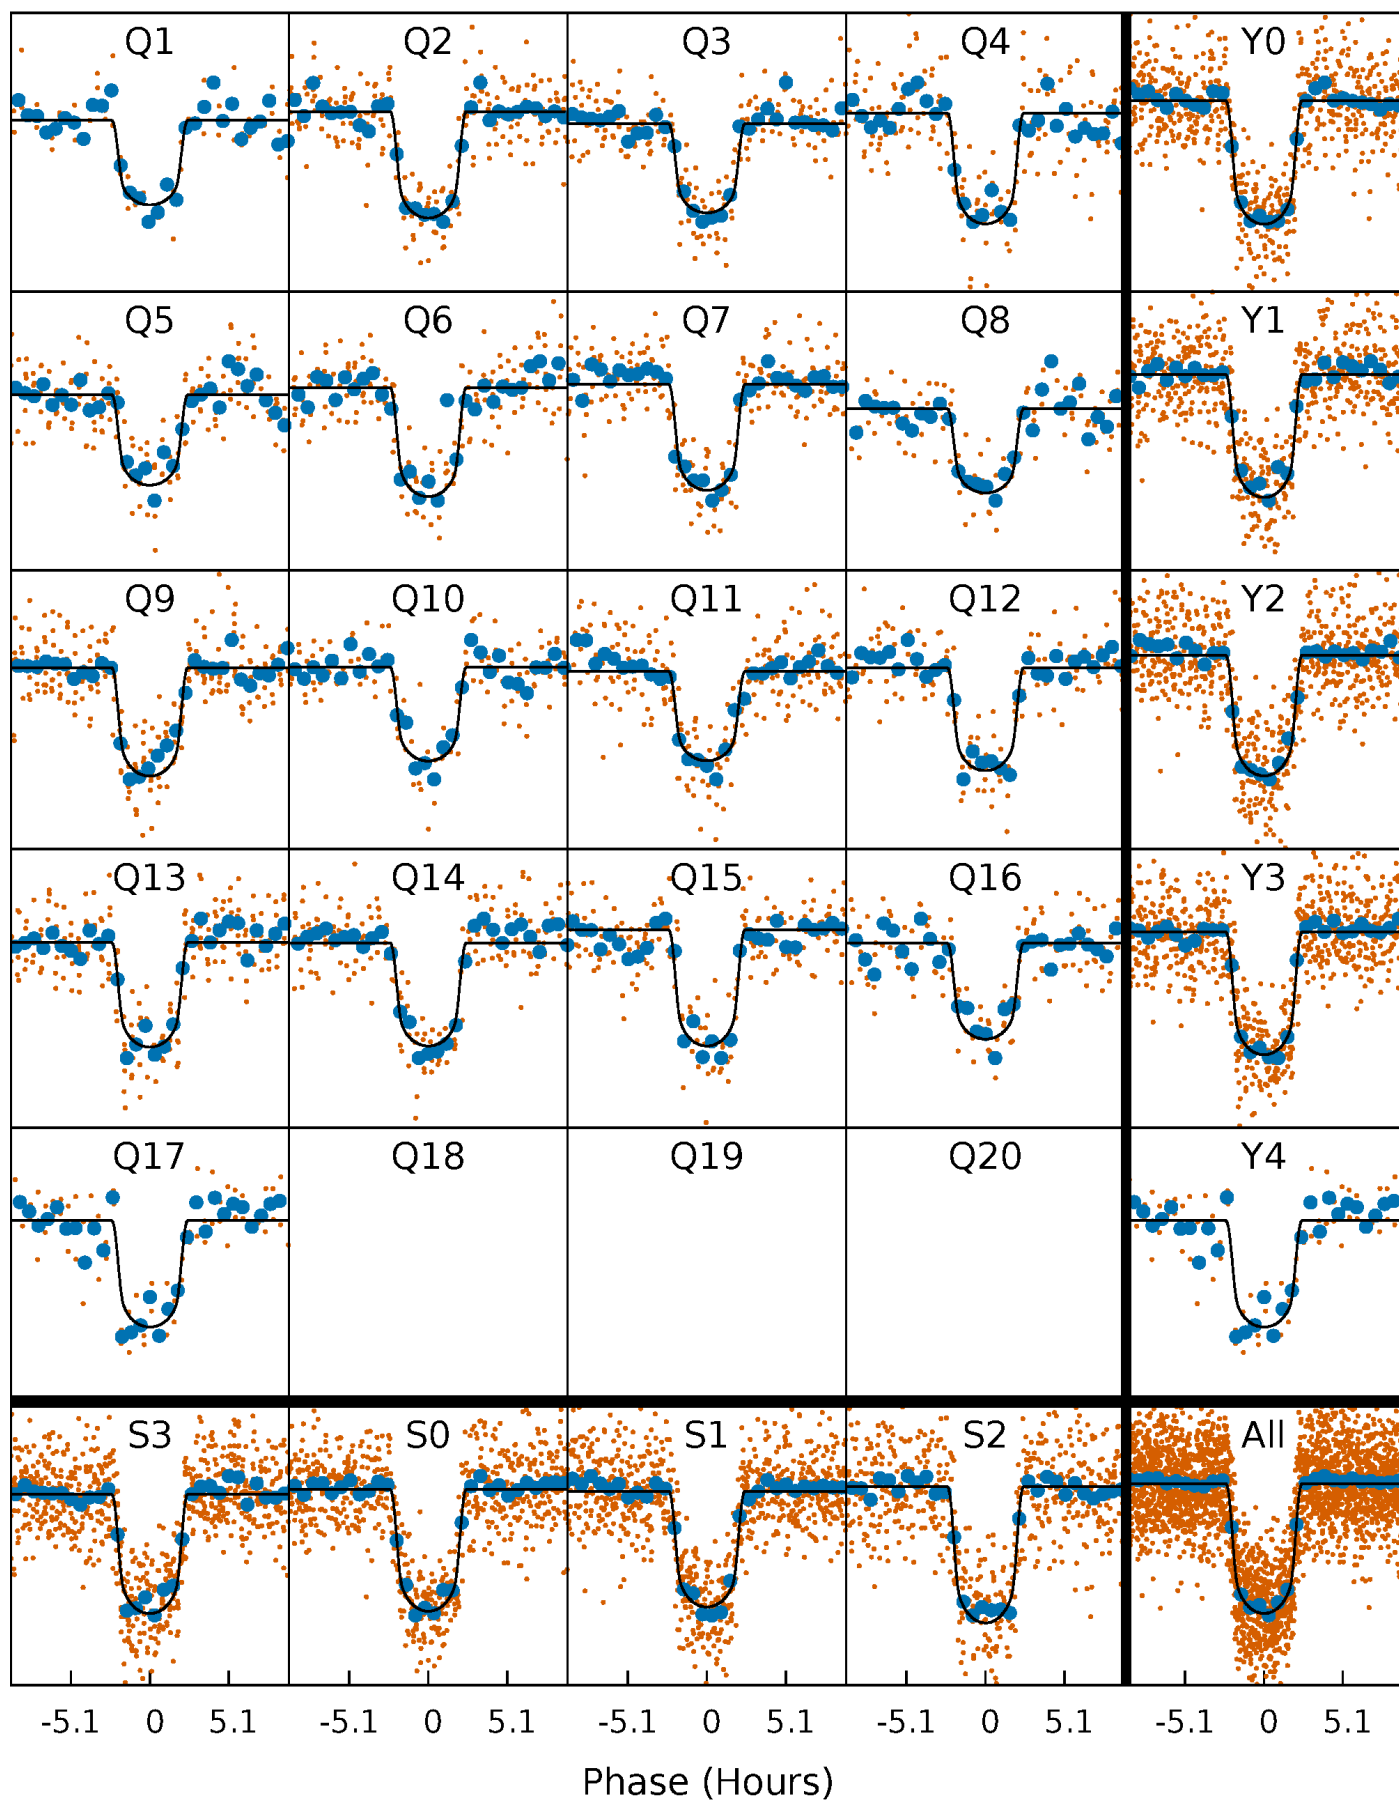 Q1 Q2 Q3 Q4 Y0
Q5 Q6 Q7 Q8 Y1
Q9 Q10 Q11 Q12 Y2
Q13 Q14 Q15 Q16 Y3
Q17 Q18 Q19 Q20 Y4
S3 S0 S1 S2 All
-5.1 0 5.1 -5.1 0 5.1 -5.1 0 5.1 -5.1 0 5.1 -5.1 0 5.1
Phase (Hours)